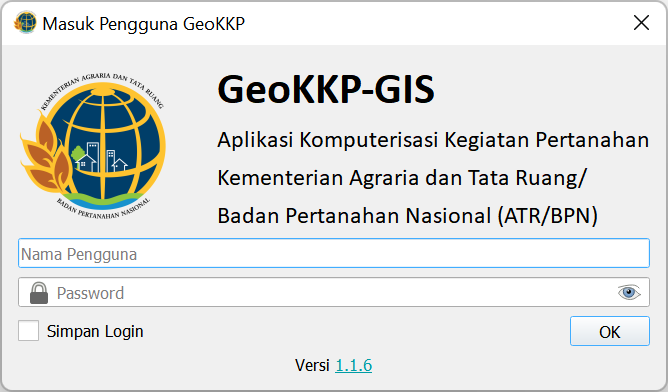 Masuk Pengguna GeoKKP
KEMENTERIAN AGRARIA DAN TATA RUANG
BADAN PERTANAHAN NASIONAL
GeoKKP-GIS
Aplikasi Komputerisasi Kegiatan Pertanahan
Kementerian Agraria dan Tata Ruang/
Badan Pertanahan Nasional (ATR/BPN)
Nama Pengguna
Password
Simpan Login
OK
Versi 1.1.6